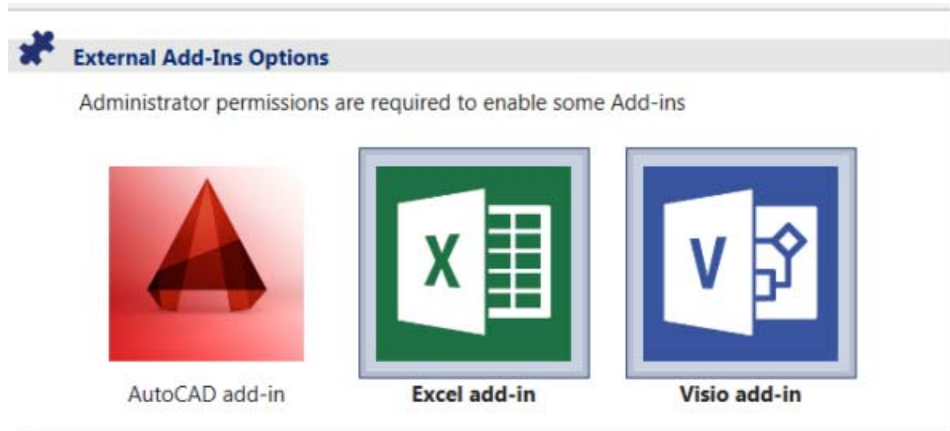 External Add-Ins Options
Administrator permissions are required to enable some Add-ins
X
V
AutoCAD add-in
Excel add-in
Visio add-in